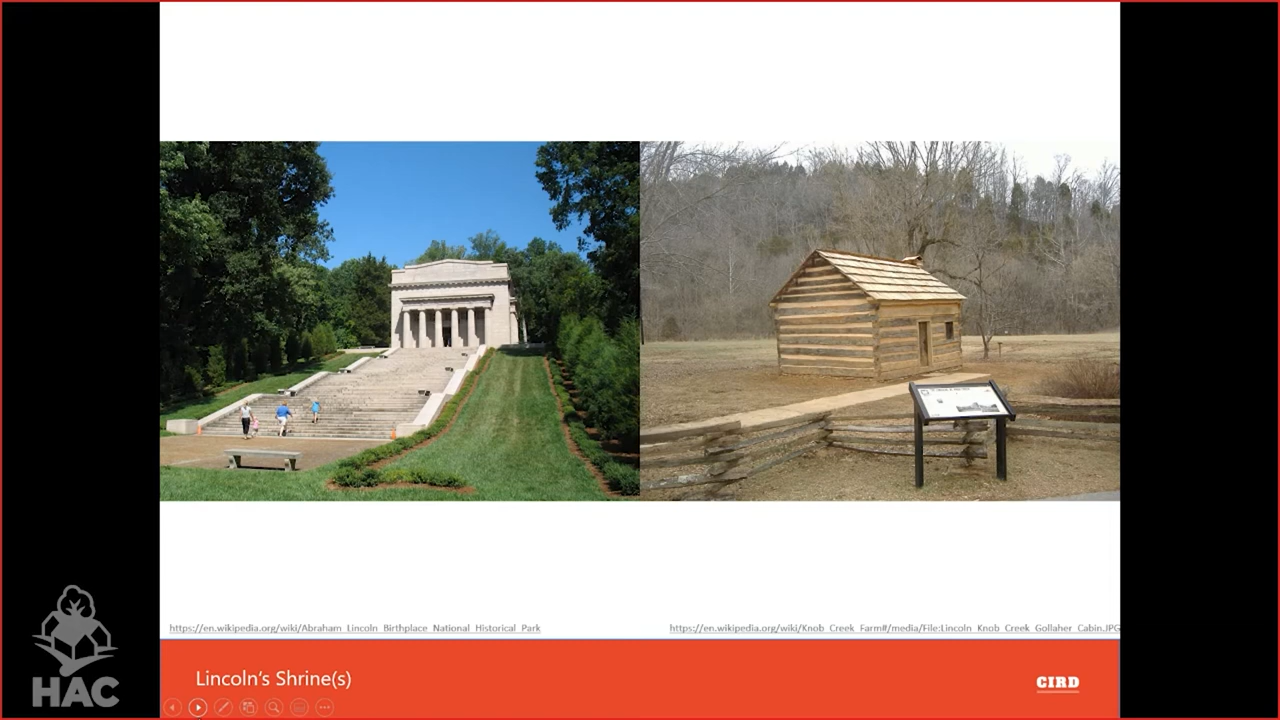 https://en.wikipedia.org/wiki/Abraham_Lincoln_Birthplace_National_Historical_Park
https://en.wikipedia.org/wiki/Knob_Creek_Farm#/media/File:Lincoln_Knob_Creek_Gollaher_Cabin.JPG
Lincoln's Shrine(s)
CIRD
HAC